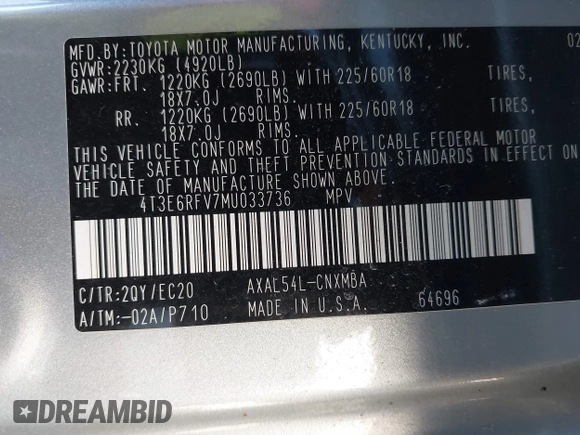 MFD.BY:TOYOTA MOTOR MANUFACTURING, KENTUCKY, INC. 02
GVWR:2230KG (4920LB)
GAWR:FRT. 1220KG (2690LB) WITH 225/60R18 TIRES,
18X7.0J RIMS.
RR. 1220KG (2690LB) WITH 225/60R18 TIRES,
18X7.0J RIMS.
THIS VEHICLE CONFORMS TO ALL APPLICABLE FEDERAL MOTOR
VEHICLE SAFETY AND THEFT PREVENTION STANDARDS IN EFFECT ON
THE DATE OF MANUFACTURE SHOWN ABOVE.
4T3E6RFV7MU033736 MPV
C/TR:2QY/EC20 AXAL54L-CNXMBA
A/TM:-02A/P710 MADE IN U.S.A. 64696
DREAMBID